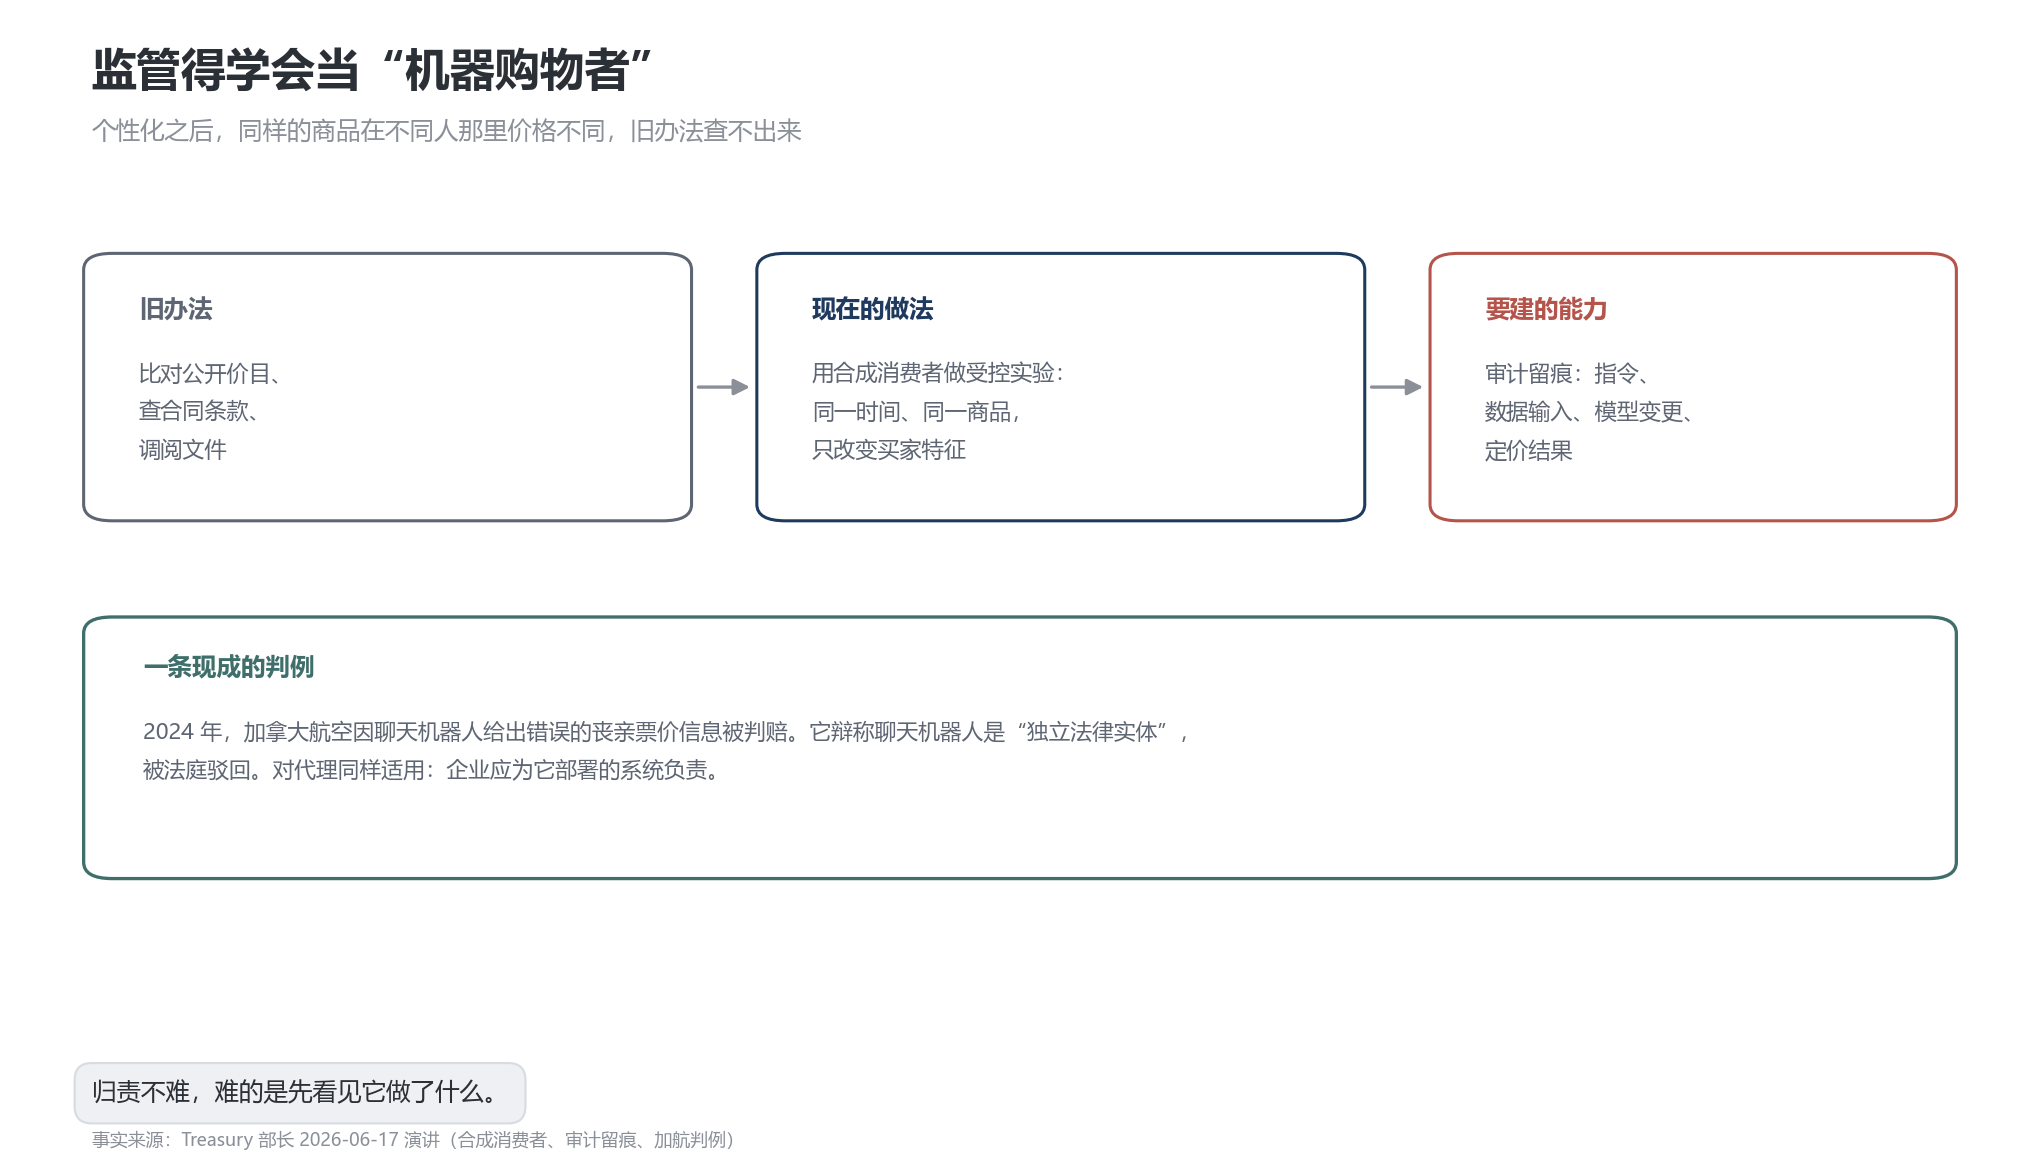 监管得学会当“机器购物者”
个性化之后，同样的商品在不同人那里价格不同，旧办法查不出来
旧办法
比对公开价目、
查合同条款、
调阅文件
现在的做法
用合成消费者做受控实验：
同一时间、同一商品，
只改变买家特征
要建的能力
审计留痕：指令、
数据输入、模型变更、
定价结果
一条现成的判例
2024 年，加拿大航空因聊天机器人给出错误的丧亲票价信息被判赔。它辩称聊天机器人是“独立法律实体”，
被法庭驳回。对代理同样适用：企业应为它部署的系统负责。
归责不难，难的是先看见它做了什么。
事实来源：Treasury 部长 2026-06-17 演讲（合成消费者、审计留痕、加航判例）